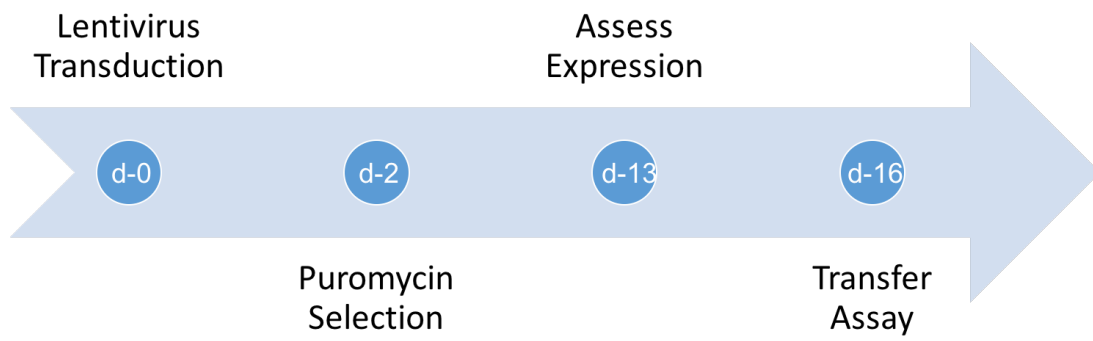 Lentivirus
Transduction
Assess
Expression
d-0
d-2
d-13
d-16
Puromycin
Selection
Transfer
Assay